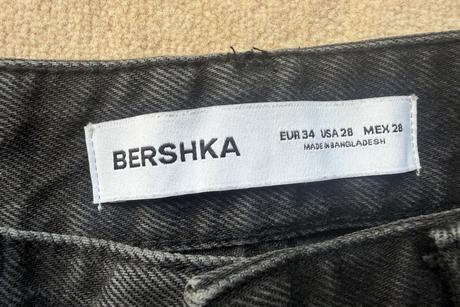 BERSHKA
EUR 34 USA 28 MEX 28
MADE IN BANGLADESH